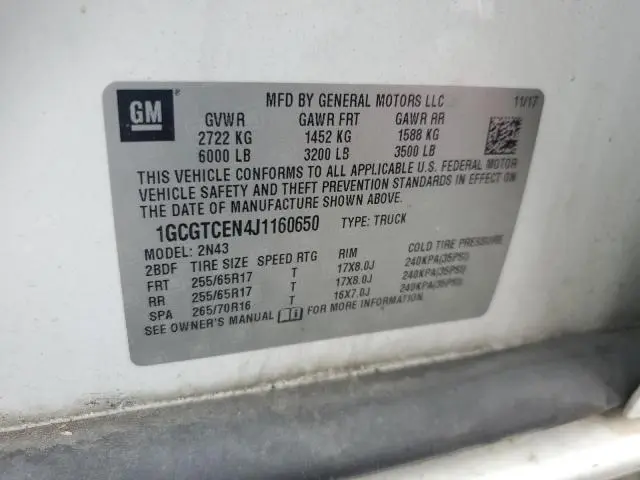 GM
MFD BY GENERAL MOTORS LLC 11/17
GVWR GAWR FRT GAWR RR
2722 KG 1452 KG 1588 KG
6000 LB 3200 LB 3500 LB
THIS VEHICLE CONFORMS TO ALL APPLICABLE U.S. FEDERAL MOTOR
VEHICLE SAFETY AND THEFT PREVENTION STANDARDS IN EFFECT ON
THE DATE OF MANUFACTURE SHOWN ABOVE.
1GCGTCEN4J1160650 TYPE: TRUCK
MODEL: 2N43
2BDF TIRE SIZE SPEED RTG RIM COLD TIRE PRESSURE
FRT 255/65R17 T 17X8.0J 240KPA(35PSI)
RR 255/65R17 T 17X8.0J 240KPA(35PSI)
SPA 265/70R16 T 16X7.0J 240KPA(35PSI)
SEE OWNER'S MANUAL FOR MORE INFORMATION.